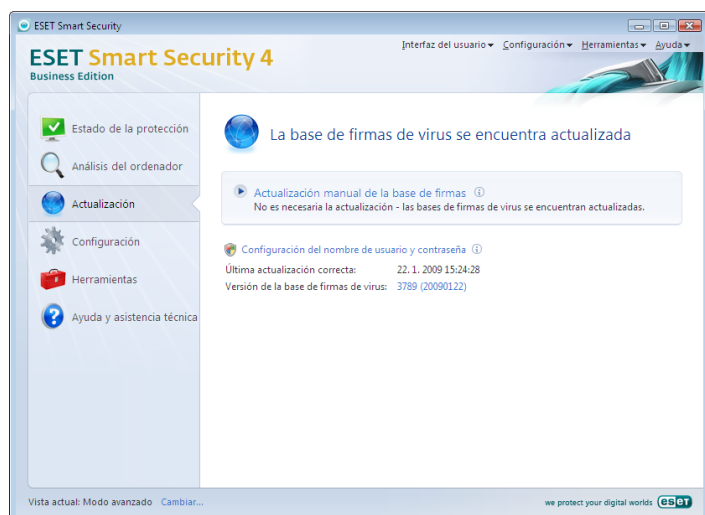 ESET Smart Security
Interfaz del usuario Configuración Herramientas Ayuda
ESET Smart Security 4
Business Edition
Estado de la protección
Análisis del ordenador
Actualización
Configuración
Herramientas
Ayuda y asistencia técnica
La base de firmas de virus se encuentra actualizada
Actualización manual de la base de firmas
No es necesaria la actualización - las bases de firmas de virus se encuentran actualizadas.
Configuración del nombre de usuario y contraseña
Última actualización correcta: 22. 1. 2009 15:24:28
Versión de la base de firmas de virus: 3789 (20090122)
Vista actual: Modo avanzado Cambiar...
we protect your digital worlds eset